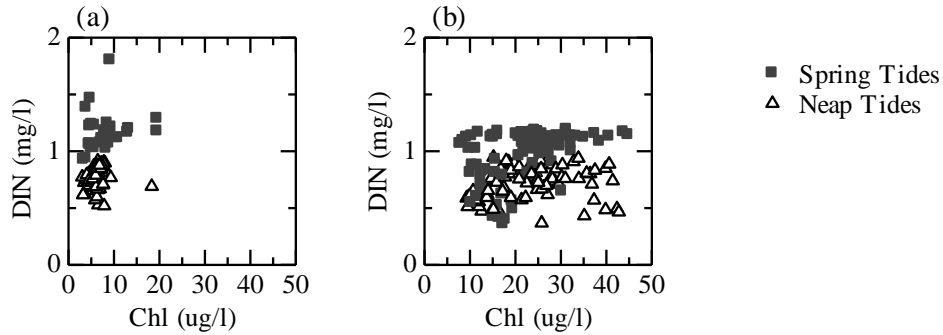 (a)
2
1
0
DIN (mg/l)
0 10 20 30 40 50
Chl (ug/l)
(b)
2
1
0
DIN (mg/l)
0 10 20 30 40 50
Chl (ug/l)
Spring Tides
Neap Tides